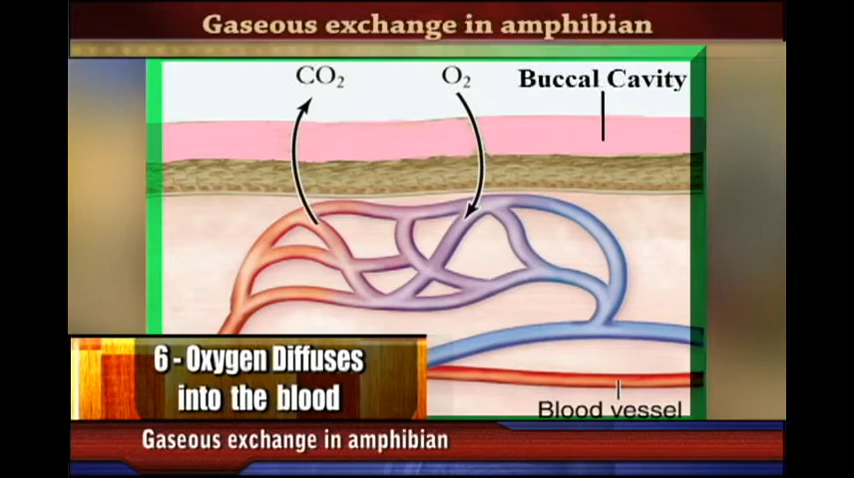 Gaseous exchange in amphibian
CO₂
O₂
Buccal Cavity
6 - Oxygen Diffuses
into the blood
Blood vessel
Gaseous exchange in amphibian